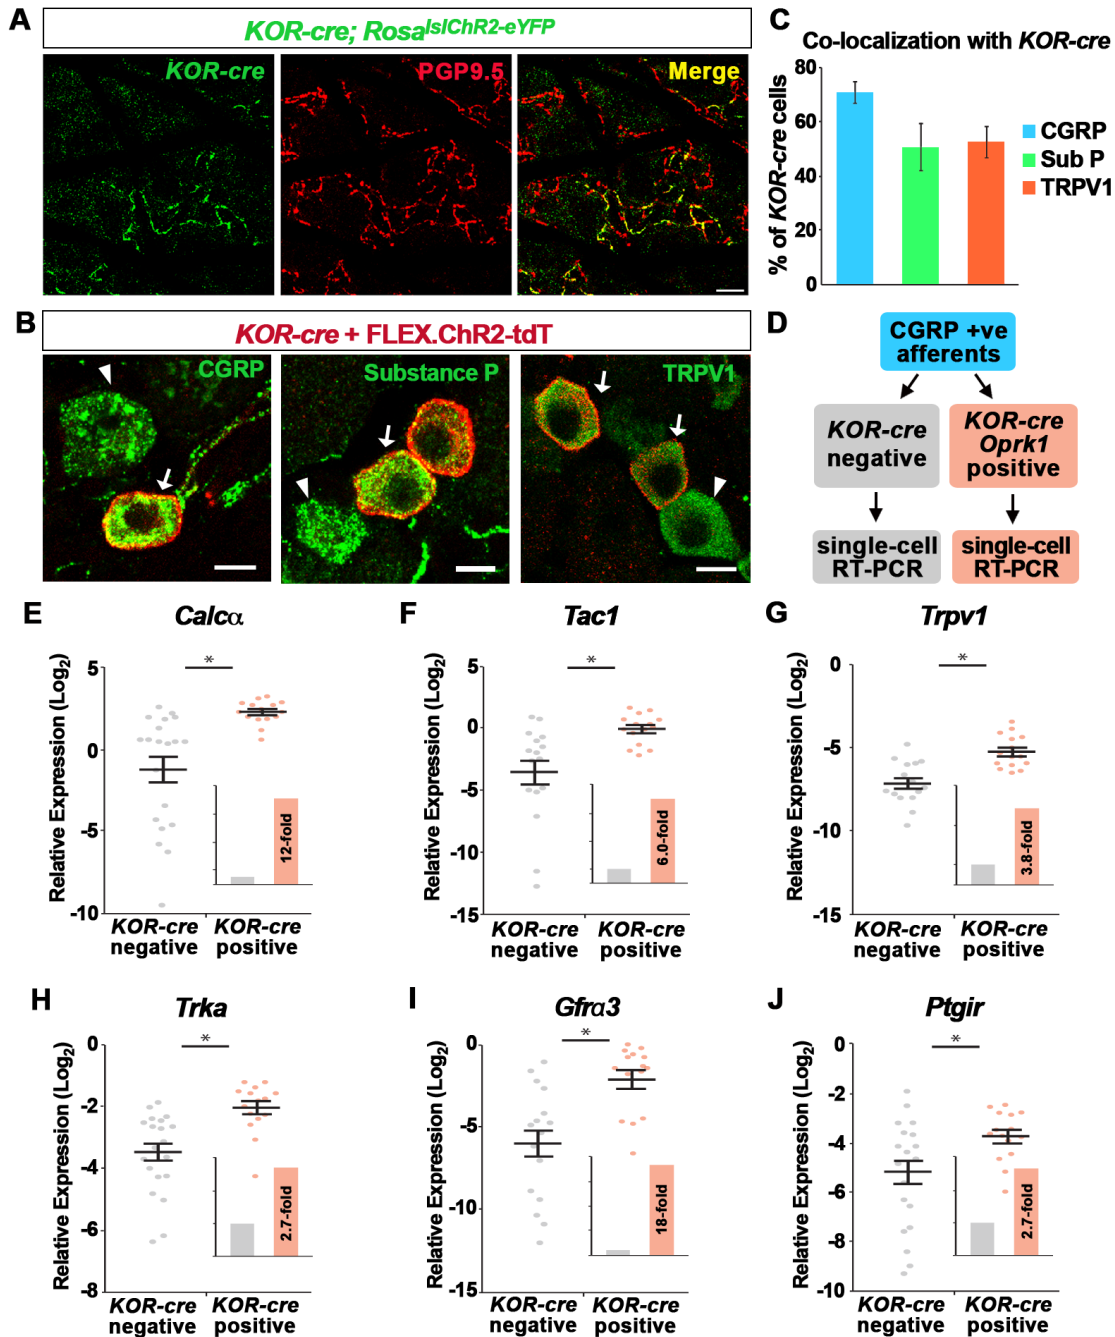 A
KOR-cre; Rosa^lslChR2-eYFP
KOR-cre
PGP9.5
Merge
B
KOR-cre + FLEX.ChR2-tdT
CGRP
Substance P
TRPV1
C
Co-localization with KOR-cre
% of KOR-cre cells
80
60
40
20
0
CGRP
Sub P
TRPV1
D
CGRP +ve
afferents
KOR-cre
negative
KOR-cre
Oprk1
positive
single-cell
RT-PCR
single-cell
RT-PCR
E
Calcα
Relative Expression (Log2)
5
0
-5
-10
*
12-fold
KOR-cre
negative
KOR-cre
positive
F
Tac1
Relative Expression (Log2)
5
0
-5
-10
-15
*
6.0-fold
KOR-cre
negative
KOR-cre
positive
G
Trpv1
Relative Expression (Log2)
0
-5
-10
-15
*
3.8-fold
KOR-cre
negative
KOR-cre
positive
H
Trka
Relative Expression (Log2)
0
-2
-4
-6
-8
*
2.7-fold
KOR-cre
negative
KOR-cre
positive
I
Gfrα3
Relative Expression (Log2)
0
-5
-10
-15
*
18-fold
KOR-cre
negative
KOR-cre
positive
J
Ptgir
Relative Expression (Log2)
0
-2
-4
-6
-8
-10
*
2.7-fold
KOR-cre
negative
KOR-cre
positive